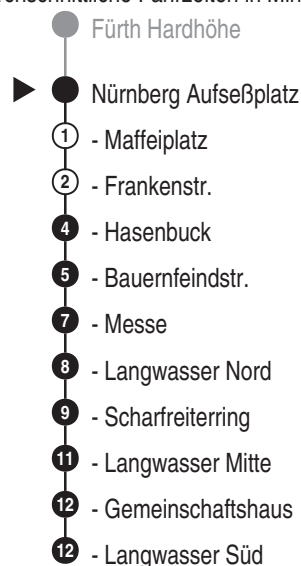 Fürth Hardhöhe
Nürnberg Aufseßplatz
1 - Maffeiplatz
2 - Frankenstr.
4 - Hasenbuck
5 - Bauernfeindstr.
7 - Messe
8 - Langwasser Nord
9 - Scharfreiterring
11 - Langwasser Mitte
12 - Gemeinschaftshaus
12 - Langwasser Süd